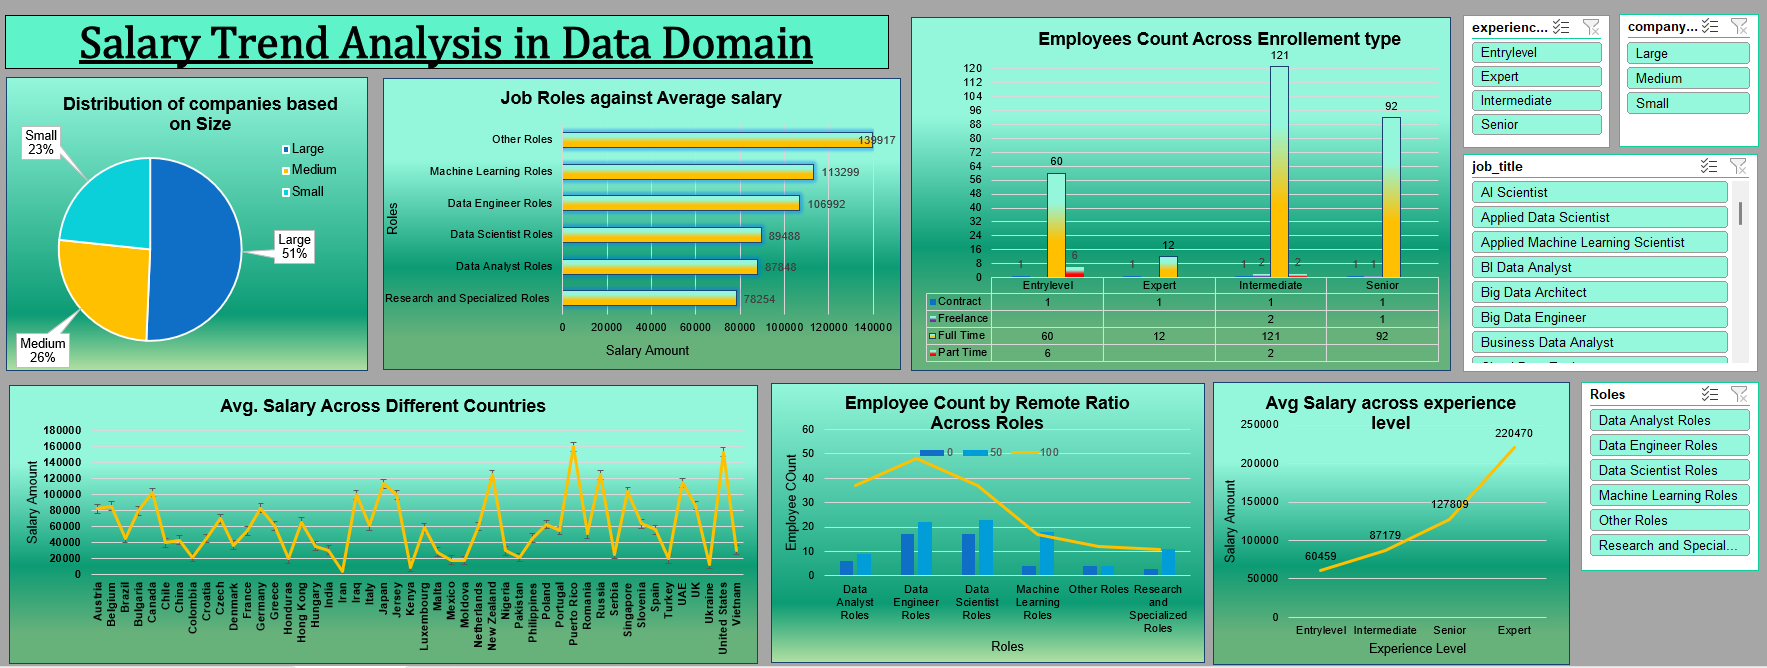 Salary Trend Analysis in Data Domain
Distribution of companies based
on Size
Small
23%
Large
Medium
Small
Large
51%
Medium
26%
Job Roles against Average salary
Roles
Other Roles
139917
Machine Learning Roles
113299
Data Engineer Roles
106992
Data Scientist Roles
89488
Data Analyst Roles
87848
Research and Specialized Roles
78254
0 20000 40000 60000 80000 100000 120000 140000
Salary Amount
Employees Count Across Enrollement type
120
112
104
96
88
80
72
64
56
48
40
32
24
16
8
0
1 60 6
1 12
1 2 121 2
1 1 92
Entrylevel Expert Intermediate Senior
Contract 1 1 1 1
Freelance 2 1
Full Time 60 12 121 92
Part Time 6 2
experienc...
Entrylevel
Expert
Intermediate
Senior
company...
Large
Medium
Small
job_title
AI Scientist
Applied Data Scientist
Applied Machine Learning Scientist
BI Data Analyst
Big Data Architect
Big Data Engineer
Business Data Analyst
Avg. Salary Across Different Countries
Salary Amount
180000
160000
140000
120000
100000
80000
60000
40000
20000
0
Austria
Belgium
Brazil
Bulgaria
Canada
Chile
China
Colombia
Croatia
Czech
Denmark
France
Germany
Greece
Honduras
Hong Kong
Hungary
India
Iran
Iraq
Italy
Japan
Jersey
Kenya
Luxembourg
Malta
Mexico
Moldova
Netherlands
New Zealand
Nigeria
Pakistan
Philippines
Poland
Portugal
Puerto Rico
Romania
Russia
Serbia
Singapore
Slovenia
Spain
Turkey
UAE
UK
Ukraine
United States
Vietnam
Employee Count by Remote Ratio
Across Roles
0 50 100
Employee COunt
60
50
40
30
20
10
0
Data
Analyst
Roles
Data
Engineer
Roles
Data
Scientist
Roles
Machine
Learning
Roles
Other Roles
Research
and
Specialized
Roles
Roles
Avg Salary across experience
level
Salary Amount
250000
200000
150000
100000
50000
0
60459
87179
127809
220470
Entrylevel Intermediate Senior Expert
Experience Level
Roles
Data Analyst Roles
Data Engineer Roles
Data Scientist Roles
Machine Learning Roles
Other Roles
Research and Special...